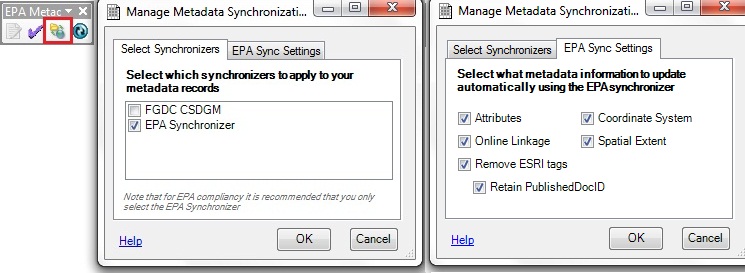 EPA Metac
Manage Metadata Synchronizati...
Select Synchronizers
EPA Sync Settings
Select which synchronizers to apply to your
metadata records
FGDC CSDGM
EPA Synchronizer
Note that for EPA compliancy it is recommended that you only
select the EPA Synchronizer
Help
OK
Cancel
Manage Metadata Synchronizati...
Select Synchronizers
EPA Sync Settings
Select what metadata information to update
automatically using the EPA synchronizer
Attributes
Coordinate System
Online Linkage
Spatial Extent
Remove ESRI tags
Retain PublishedDocID
Help
OK
Cancel